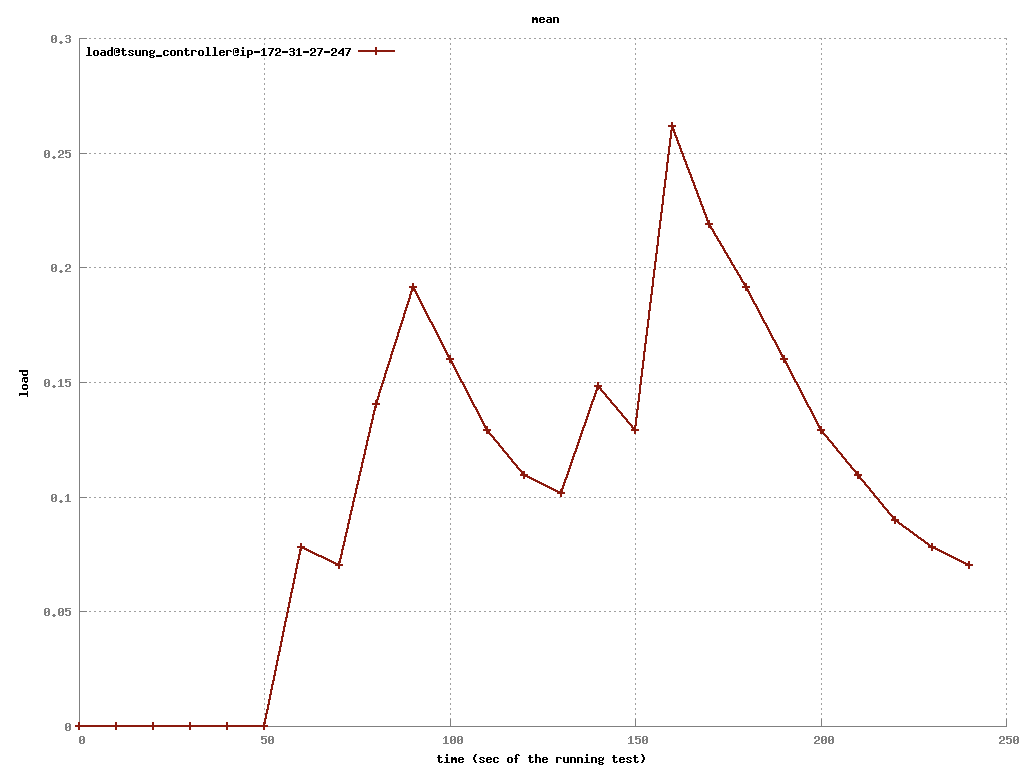 mean
load@tsung_controller@ip-172-31-27-247
0.3
0.25
0.2
0.15
0.1
0.05
0
load
0 50 100 150 200 250
time (sec of the running test)